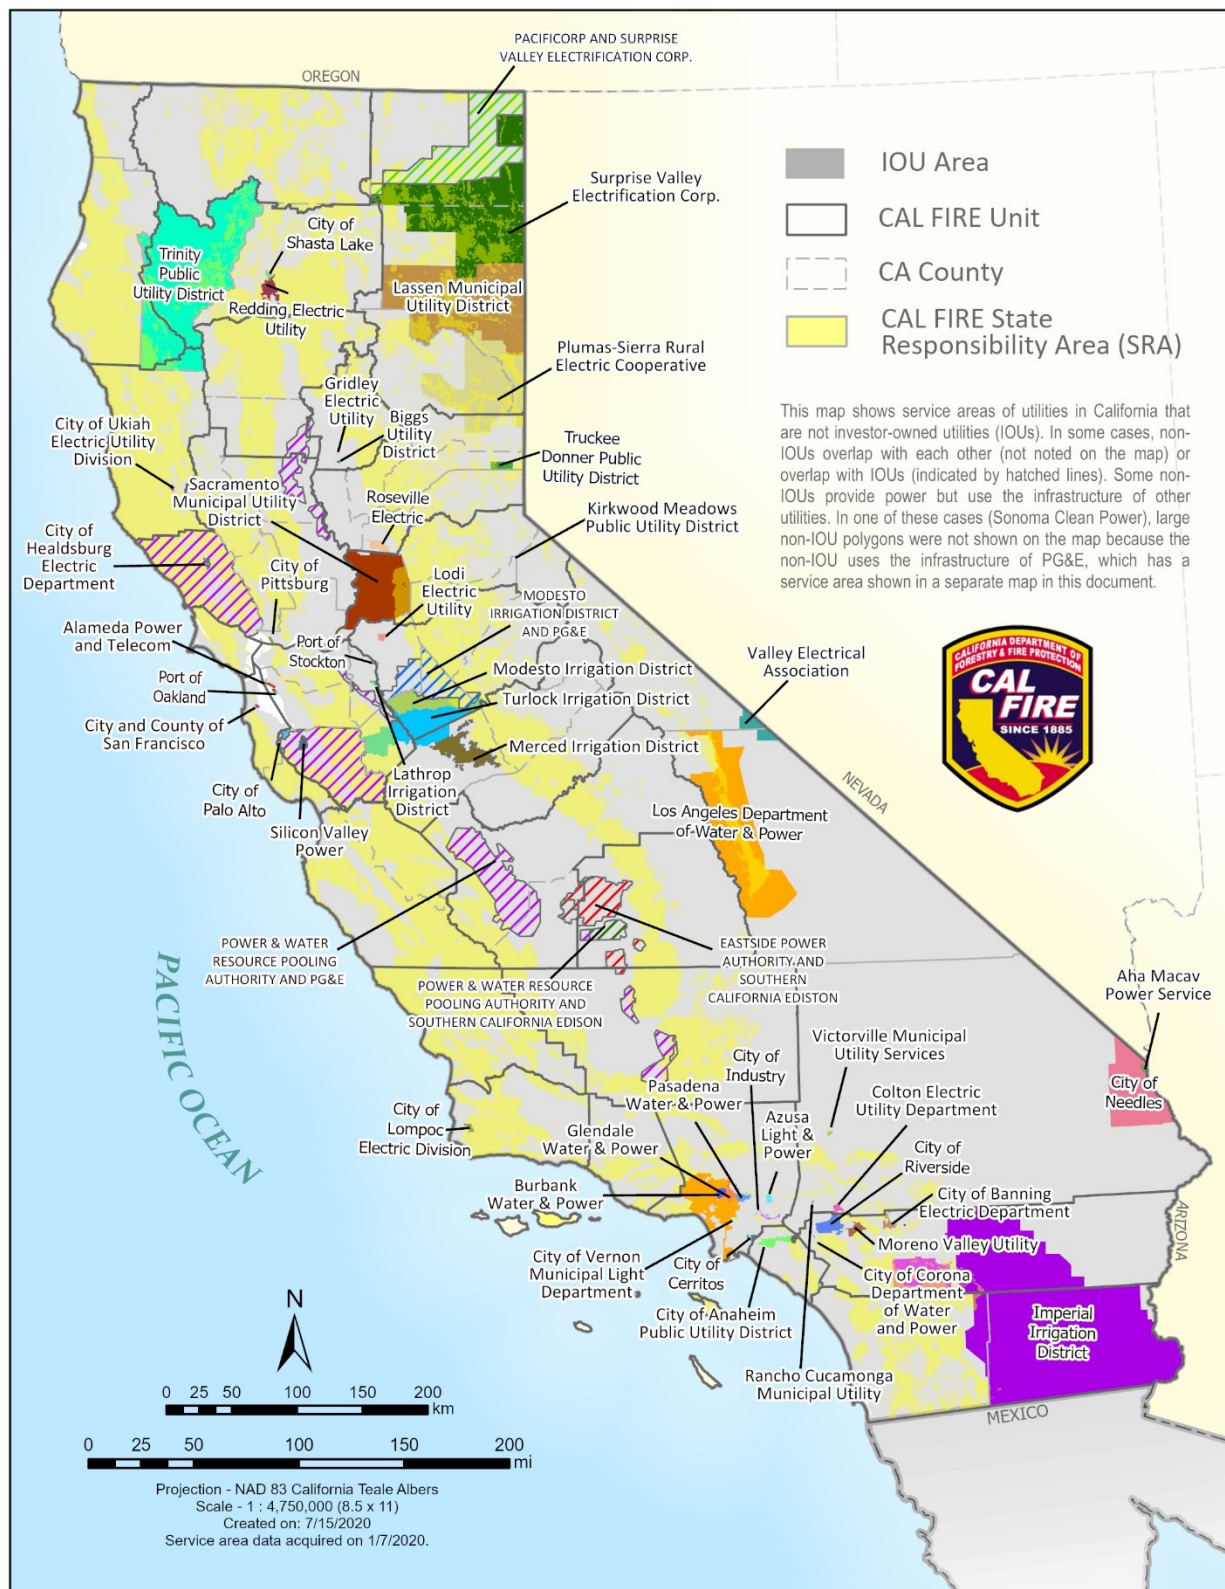 PACIFICORP AND SURPRISE
VALLEY ELECTRIFICATION CORP.
OREGON
IOU Area
CAL FIRE Unit
CA County
CAL FIRE State
Responsibility Area (SRA)
This map shows service areas of utilities in California that
are not investor-owned utilities (IOUs). In some cases, non-
IOUs overlap with each other (not noted on the map) or
overlap with IOUs (indicated by hatched lines). Some non-
IOUs provide power but use the infrastructure of other
utilities. In one of these cases (Sonoma Clean Power), large
non-IOU polygons were not shown on the map because the
non-IOU uses the infrastructure of PG&E, which has a
service area shown in a separate map in this document.
CALIFORNIA DEPARTMENT OF
FORESTRY & FIRE PROTECTION
CAL
FIRE
SINCE 1885
Surprise Valley
Electrification Corp.
City of
Shasta Lake
Trinity
Public
Utility District
Redding Electric
Utility
Lassen Municipal
Utility District
Plumas-Sierra Rural
Electric Cooperative
Gridley
Electric
Utility
Biggs
Utility
District
City of Ukiah
Electric Utility
Division
Truckee
Donner Public
Utility District
Sacramento
Municipal Utility
District
Roseville
Electric
Kirkwood Meadows
Public Utility District
City of
Healdsburg
Electric
Department
City of
Pittsburg
Lodi
Electric
Utility
MODESTO
IRRIGATION DISTRICT
AND PG&E
Alameda Power
and Telecom
Port of
Stockton
Modesto Irrigation District
Valley Electrical
Association
Port of
Oakland
Turlock Irrigation District
City and County of
San Francisco
Merced Irrigation District
City of
Palo Alto
Lathrop
Irrigation
District
Silicon Valley
Power
NEVADA
Los Angeles Department
of Water & Power
POWER & WATER
RESOURCE POOLING
AUTHORITY AND PG&E
POWER & WATER RESOURCE
POOLING AUTHORITY AND
SOUTHERN CALIFORNIA EDISON
EASTSIDE POWER
AUTHORITY AND
SOUTHERN
CALIFORNIA EDISTON
PACIFIC OCEAN
Aha Macav
Power Service
City of
Needles
Victorville Municipal
Utility Services
City of
Industry
Pasadena
Water & Power
Colton Electric
Utility Department
City of
Lompoc
Electric Division
Glendale
Water & Power
Azusa
Light &
Power
City of
Riverside
Burbank
Water & Power
City of Banning
Electric Department
ARIZONA
Moreno Valley Utility
City of Vernon
Municipal Light
Department
City of
Cerritos
City of Corona
Department
of Water
and Power
City of Anaheim
Public Utility District
Imperial
Irrigation
District
Rancho Cucamonga
Municipal Utility
MEXICO
N
0 25 50 100 150 200
km
0 25 50 100 150 200
mi
Projection - NAD 83 California Teale Albers
Scale - 1 : 4,750,000 (8.5 x 11)
Created on: 7/15/2020
Service area data acquired on 1/7/2020.